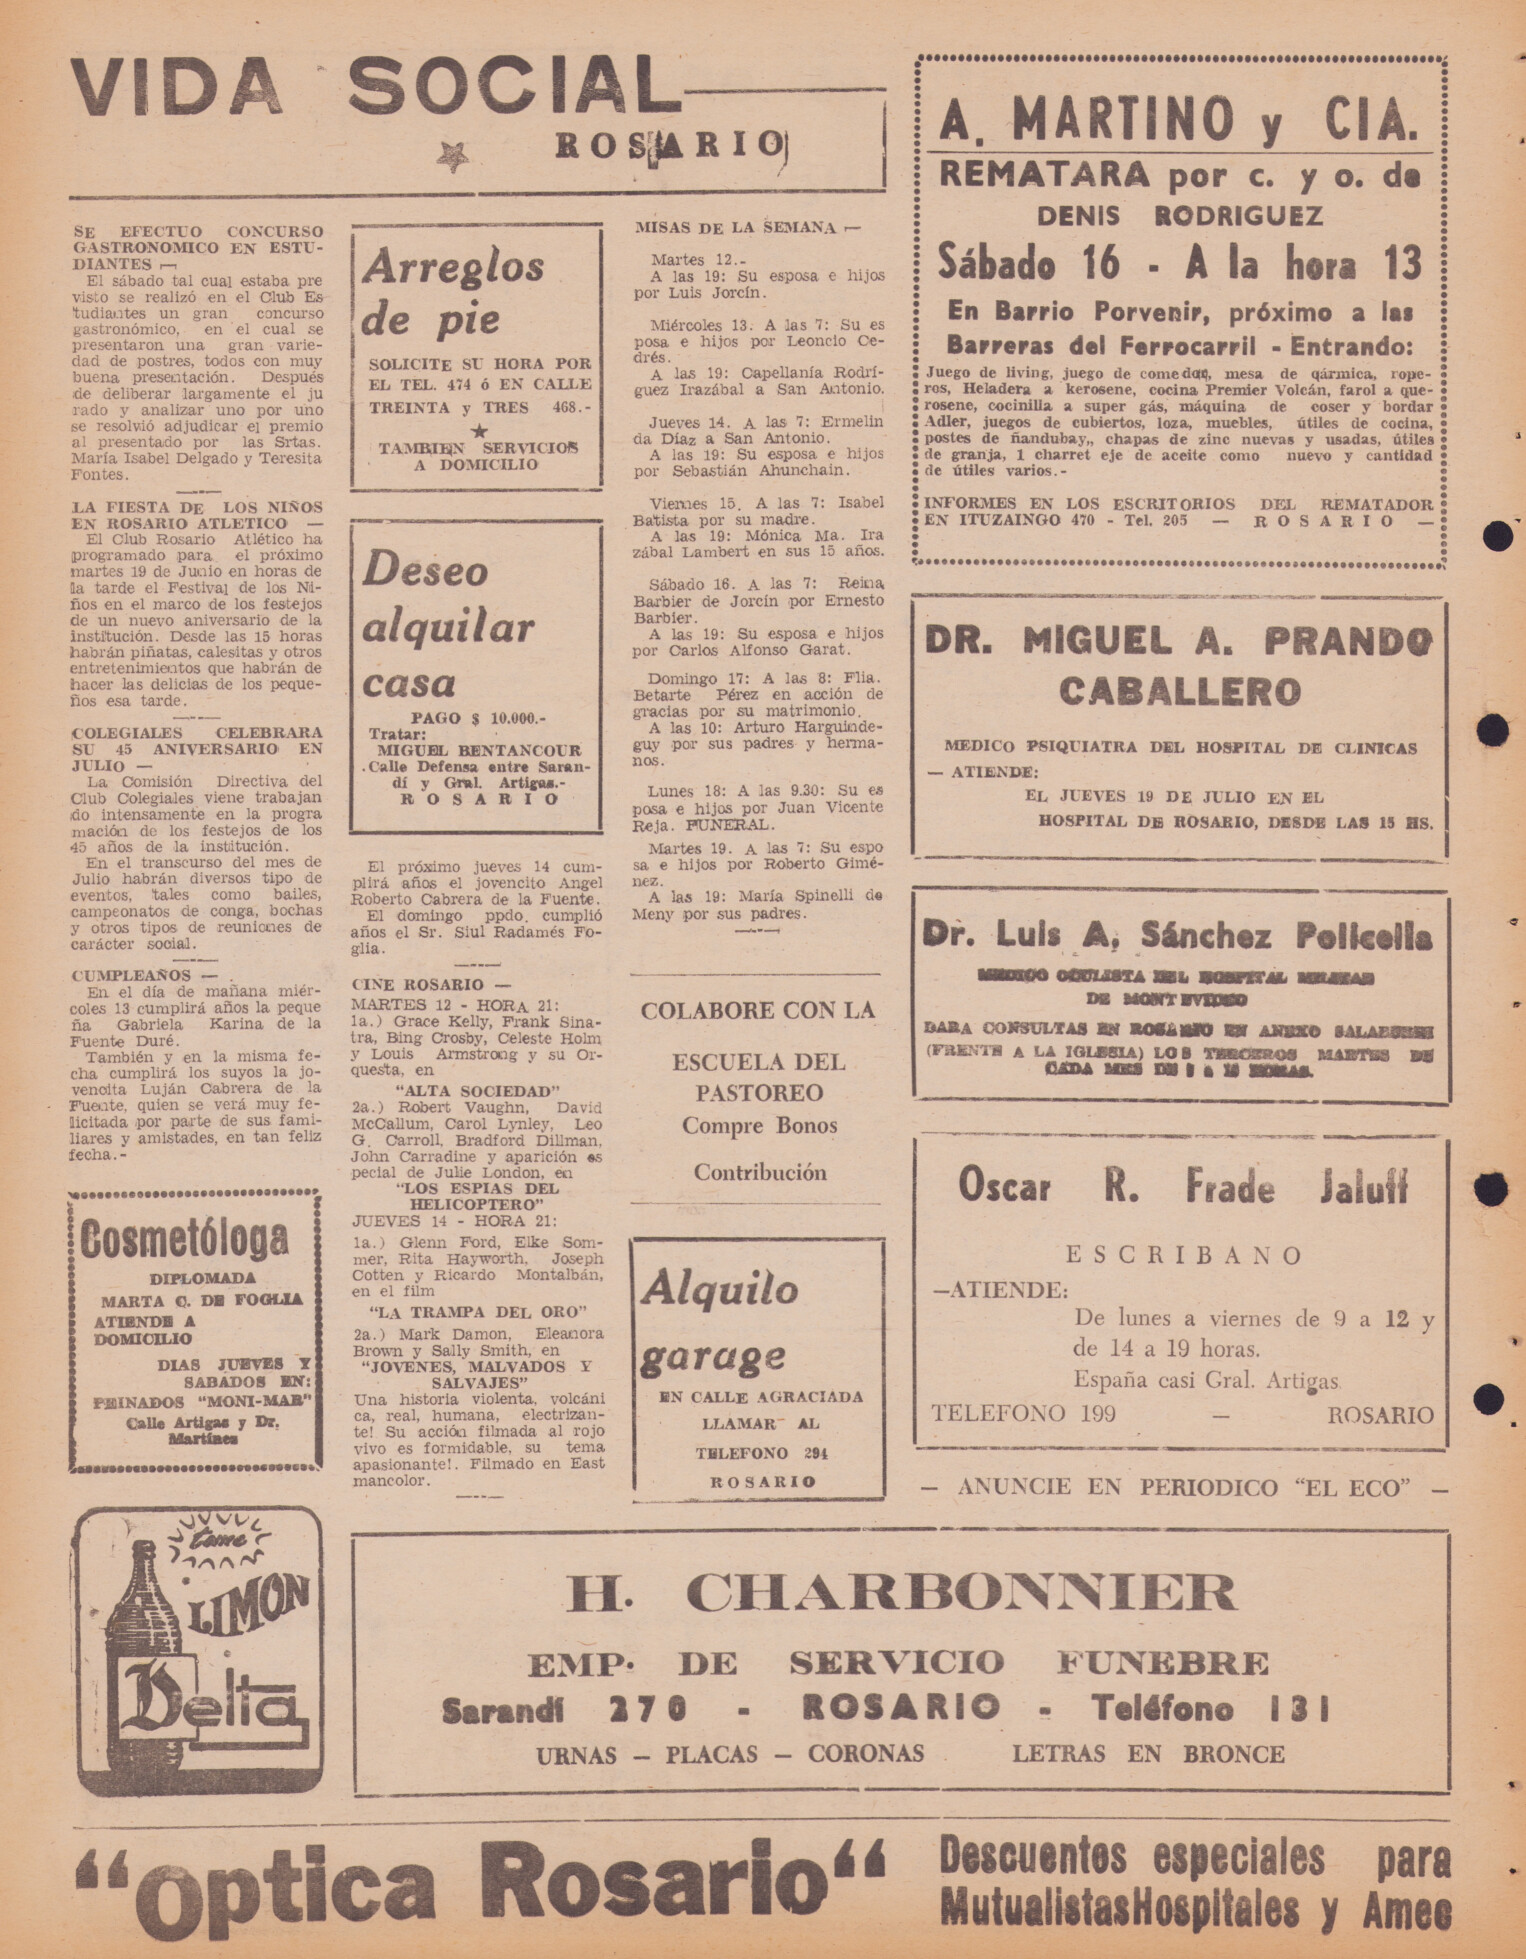 VIDA SOCIAL
ROSARIO
SE EFECTUO CONCURSO
GASTRONOMICO EN ESTU-
DIANTES —
El sábado tal cual estaba pre
visto se realizó en el Club Es
tudiantes un gran concurso
gastronómico, en el cual se
presentaron una gran varie-
dad de postres, todos con muy
buena presentación. Después
de deliberar largamente el ju
rado y analizar uno por uno
se resolvió adjudicar el premio
al presentado por las Srtas.
María Isabel Delgado y Teresita
Fontes.
LA FIESTA DE LOS NIÑOS
EN ROSARIO ATLETICO —
El Club Rosario Atlético ha
programado para el próximo
martes 19 de Junio en horas de
la tarde el Festival de los Ni-
ños en el marco de los festejos
de un nuevo aniversario de la
institución. Desde las 15 horas
habrán piñatas, calesitas y otros
entretenimientos que habrán de
hacer las delicias de los peque-
ños esa tarde.
COLEGIALES CELEBRARA
SU 45 ANIVERSARIO EN
JULIO —
La Comisión Directiva del
Club Colegiales viene trabajan
do intensamente en la progra
mación de los festejos de los
45 años de la institución.
En el transcurso del mes de
Julio habrán diversos tipo de
eventos, tales como bailes,
campeonatos de conga, bochas
y otros tipos de reuniones de
carácter social.
CUMPLEAÑOS —
En el día de mañana miér-
coles 13 cumplirá años la peque
ña Gabriela Karina de la
Fuente Duré.
También y en la misma fe-
cha cumplirá los suyos la jo-
vencita Luján Cabrera de la
Fuente, quien se verá muy fe-
licitada por parte de sus fami-
liares y amistades, en tan feliz
fecha.-
Cosmetóloga
DIPLOMADA
MARTA C. DE FOGLIA
ATIENDE A
DOMICILIO
DIAS JUEVES Y
SABADOS EN:
PEINADOS "MONI-MAR"
Calle Artigas y Dr.
Martínez
tome
LIMON
Delta
Arreglos
de pie
SOLICITE SU HORA POR
EL TEL. 474 ó EN CALLE
TREINTA y TRES 468.-
TAMBIEN SERVICIOS
A DOMICILIO
Deseo
alquilar
casa
PAGO $ 10.000.-
Tratar:
MIGUEL BENTANCOUR
Calle Defensa entre Saran-
dí y Gral. Artigas.-
ROSARIO
El próximo jueves 14 cum-
plirá años el jovencito Angel
Roberto Cabrera de la Fuente.
El domingo ppdo. cumplió
años el Sr. Siul Radamés Fo-
glia.
CINE ROSARIO —
MARTES 12 - HORA 21:
1a.) Grace Kelly, Frank Sina-
tra, Bing Crosby, Celeste Holm
y Louis Armstrong y su Or-
questa, en
"ALTA SOCIEDAD"
2a.) Robert Vaughn, David
McCallum, Carol Lynley, Leo
G. Carroll, Bradford Dillman,
John Carradine y aparición es
pecial de Julie London, en
"LOS ESPIAS DEL
HELICOPTERO"
JUEVES 14 - HORA 21:
1a.) Glenn Ford, Elke Som-
mer, Rita Hayworth, Joseph
Cotten y Ricardo Montalbán,
en el film
"LA TRAMPA DEL ORO"
2a.) Mark Damon, Eleanora
Brown y Sally Smith, en
"JOVENES, MALVADOS Y
SALVAJES"
Una historia violenta, volcáni
ca, real, humana, electrizan-
te! Su acción filmada al rojo
vivo es formidable, su tema
apasionante!. Filmado en East
mancolor.
MISAS DE LA SEMANA —
Martes 12.-
A las 19: Su esposa e hijos
por Luis Jorcín.
Miércoles 13. A las 7: Su es
posa e hijos por Leoncio Ce-
drés.
A las 19: Capellanía Rodrí-
guez Irazábal a San Antonio.
Jueves 14. A las 7: Ermelin
da Díaz a San Antonio.
A las 19: Su esposa e hijos
por Sebastián Ahunchain.
Viernes 15. A las 7: Isabel
Batista por su madre.
A las 19: Mónica Ma. Ira
zábal Lambert en sus 15 años.
Sábado 16. A las 7: Reina
Barbier de Jorcín por Ernesto
Barbier.
A las 19: Su esposa e hijos
por Carlos Alfonso Garat.
Domingo 17: A las 8: Flia.
Betarte Pérez en acción de
gracias por su matrimonio.
A las 10: Arturo Harguinde-
guy por sus padres y herma-
nos.
Lunes 18: A las 9.30: Su es
posa e hijos por Juan Vicente
Reja. FUNERAL.
Martes 19. A las 7: Su espo
sa e hijos por Roberto Gimé-
nez.
A las 19: María Spinelli de
Meny por sus padres.
COLABORE CON LA
ESCUELA DEL
PASTOREO
Compre Bonos
Contribución
Alquilo
garage
EN CALLE AGRACIADA
LLAMAR AL
TELEFONO 294
ROSARIO
A. MARTINO y CIA.
REMATARA por c. y o. de
DENIS RODRIGUEZ
Sábado 16 - A la hora 13
En Barrio Porvenir, próximo a las
Barreras del Ferrocarril - Entrando:
Juego de living, juego de comedor, mesa de qármica, rope-
ros, Heladera a kerosene, cocina Premier Volcán, farol a que-
rosene, cocinilla a super gás, máquina de coser y bordar
Adler, juegos de cubiertos, loza, muebles, útiles de cocina,
postes de ñandubay,, chapas de zinc nuevas y usadas, útiles
de granja, 1 charret eje de aceite como nuevo y cantidad
de útiles varios.-
INFORMES EN LOS ESCRITORIOS DEL REMATADOR
EN ITUZAINGO 470 - Tel. 205 — ROSARIO —
DR. MIGUEL A. PRANDO
CABALLERO
MEDICO PSIQUIATRA DEL HOSPITAL DE CLINICAS
— ATIENDE:
EL JUEVES 19 DE JULIO EN EL
HOSPITAL DE ROSARIO, DESDE LAS 15 HS.
Dr. Luis A. Sánchez Policella
MEDICO OCULISTA DEL HOSPITAL MILITAR
DE MONTEVIDEO
DARA CONSULTAS EN ROSARIO EN ANEXO
(FRENTE A LA IGLESIA) LOS TERCEROS MARTES DE
CADA MES DE HORAS.
Oscar R. Frade Jaluff
ESCRIBANO
—ATIENDE:
De lunes a viernes de 9 a 12 y
de 14 a 19 horas.
España casi Gral. Artigas
TELEFONO 199 — ROSARIO
— ANUNCIE EN PERIODICO "EL ECO" —
H. CHARBONNIER
EMP. DE SERVICIO FUNEBRE
Sarandí 270 - ROSARIO - Teléfono 131
URNAS — PLACAS — CORONAS LETRAS EN BRONCE
"Optica Rosario"
Descuentos especiales para
MutualistasHospitales y Amec